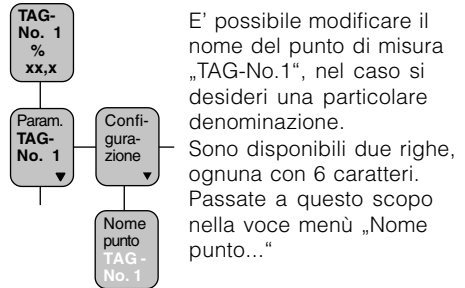 TAG-
No. 1
%
xx,x
Param.
TAG-
No. 1
Confi-
gura-
zione
Nome
punto
TAG -
No. 1
E' possibile modificare il
nome del punto di misura
„TAG-No.1“, nel caso si
desideri una particolare
denominazione.
Sono disponibili due righe,
ognuna con 6 caratteri.
Passate a questo scopo
nella voce menù „Nome
punto...“